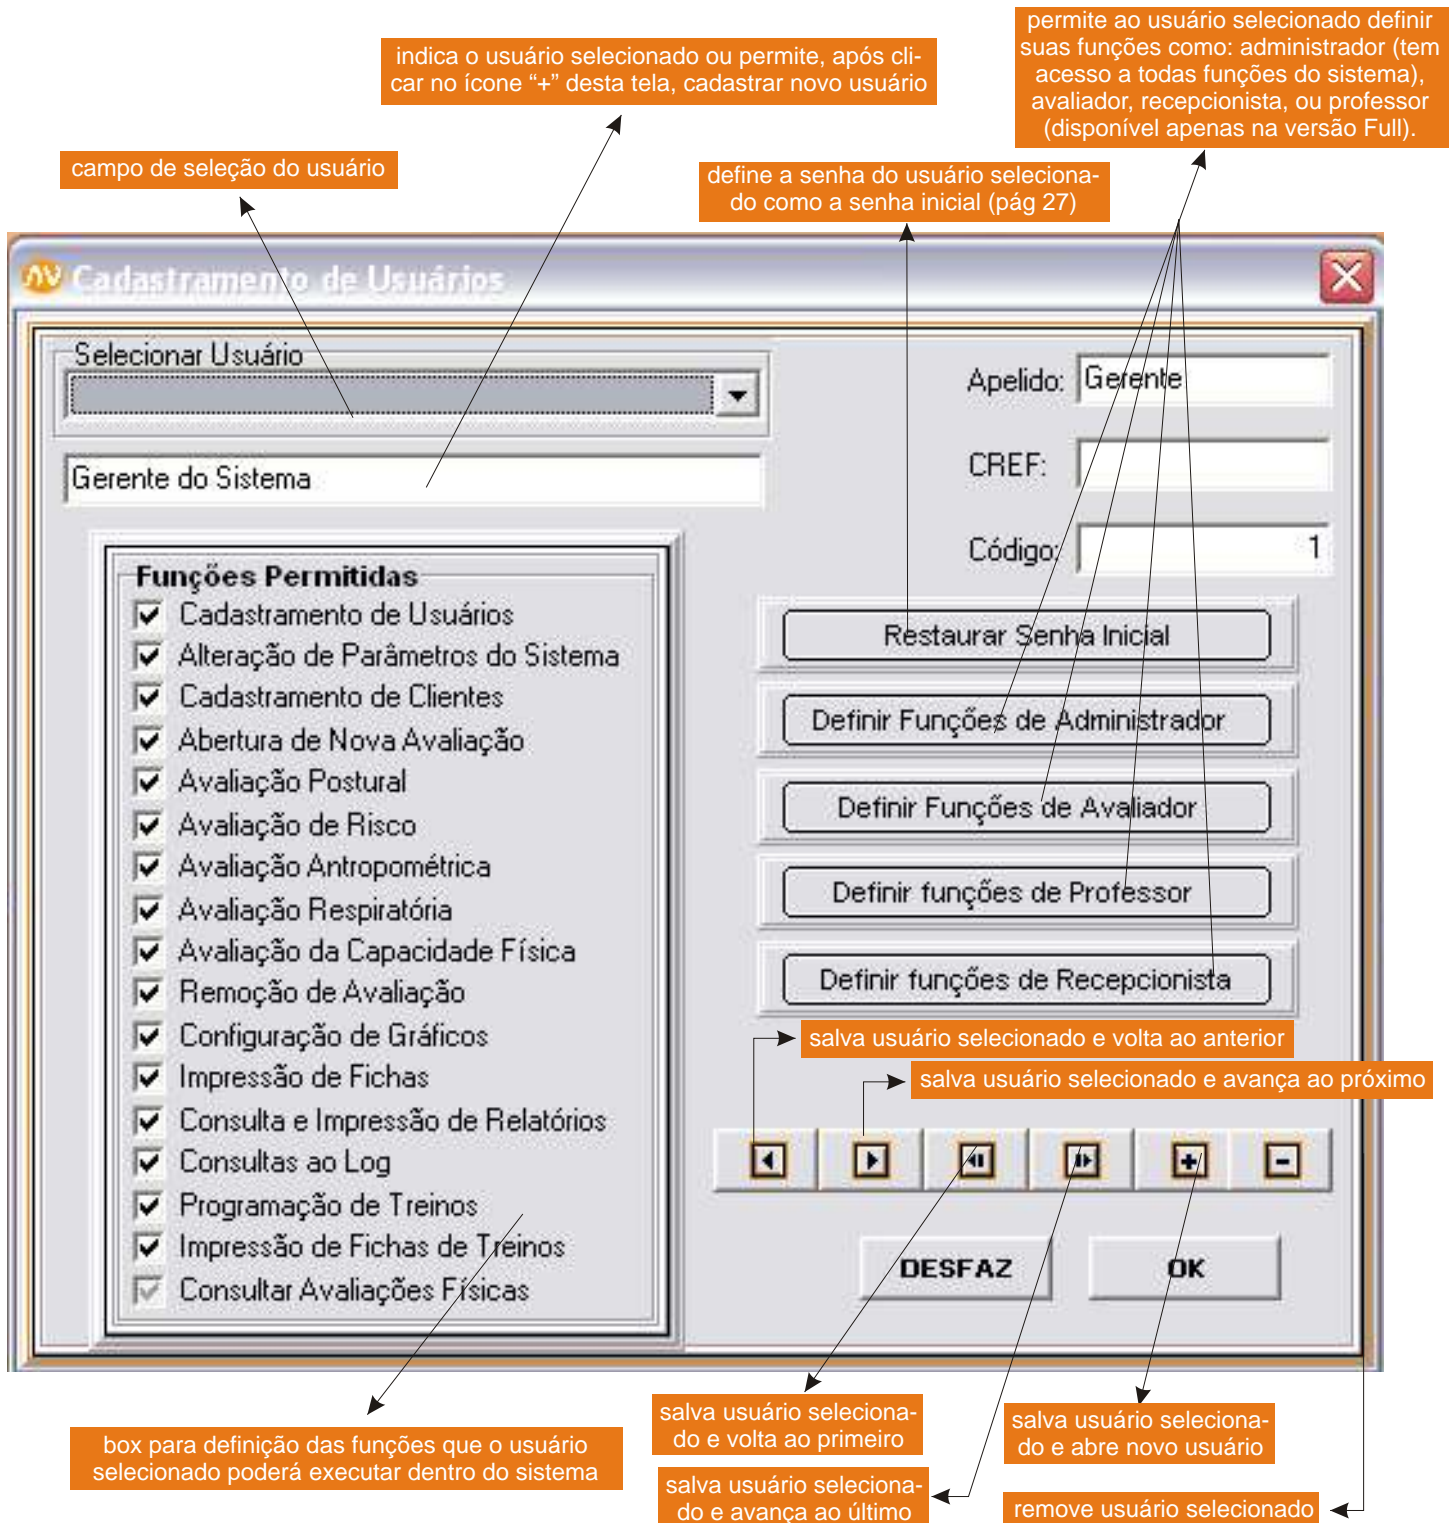 permite ao usuário selecionado definir
suas funções como: administrador (tem
acesso a todas funções do sistema),
avaliador, recepcionista, ou professor
(disponível apenas na versão Full).
indica o usuário selecionado ou permite, após cli-
car no ícone “+” desta tela, cadastrar novo usuário
campo de seleção do usuário
define a senha do usuário seleciona-
do como a senha inicial (pág 27)
Cadastramento de Usuários
Selecionar Usuário
Apelido: Gerente
Gerente do Sistema
CREF:
Código: 1
Funções Permitidas
Cadastramento de Usuários
Alteração de Parâmetros do Sistema
Cadastramento de Clientes
Abertura de Nova Avaliação
Avaliação Postural
Avaliação de Risco
Avaliação Antropométrica
Avaliação Respiratória
Avaliação da Capacidade Física
Remoção de Avaliação
Configuração de Gráficos
Impressão de Fichas
Consulta e Impressão de Relatórios
Consultas ao Log
Programação de Treinos
Impressão de Fichas de Treinos
Consultar Avaliações Físicas
Restaurar Senha Inicial
Definir Funções de Administrador
Definir Funções de Avaliador
Definir funções de Professor
Definir funções de Recepcionista
salva usuário selecionado e volta ao anterior
salva usuário selecionado e avança ao próximo
DESFAZ
OK
box para definição das funções que o usuário
selecionado poderá executar dentro do sistema
salva usuário seleciona-
do e volta ao primeiro
salva usuário seleciona-
do e avança ao último
salva usuário seleciona-
do e abre novo usuário
remove usuário selecionado